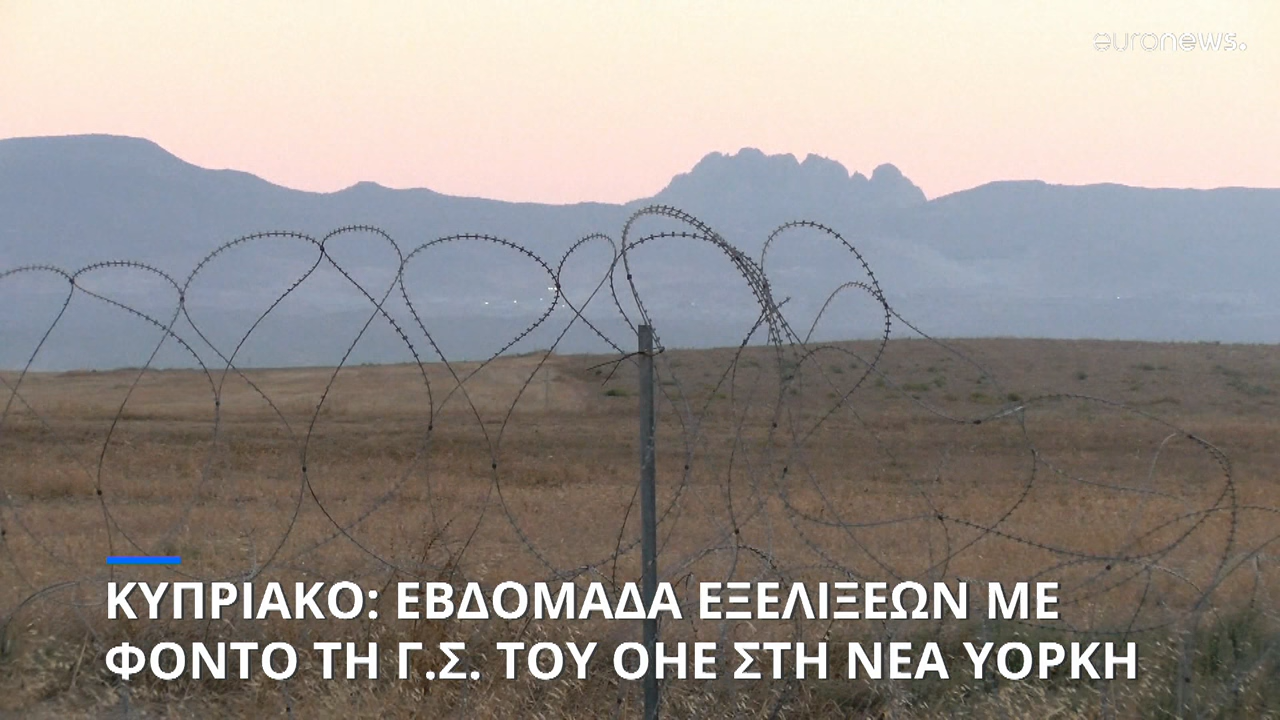 euronews.
ΚΥΠΡΙΑΚΟ: ΕΒΔΟΜΑΔΑ ΕΞΕΛΙΞΕΩΝ ΜΕ
ΦΟΝΤΟ ΤΗ Γ.Σ. ΤΟΥ ΟΗΕ ΣΤΗ ΝΕΑ ΥΟΡΚΗ